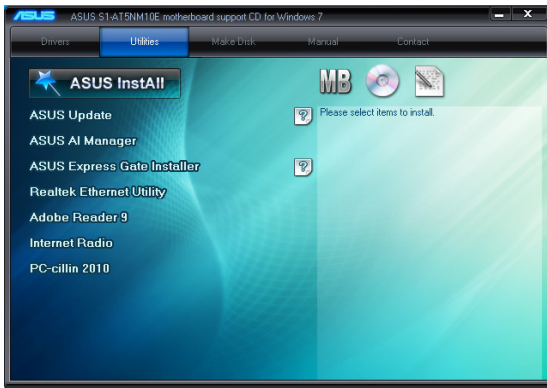 ASUS ASUS S1-AT5NM10E motherboard support CD for Windows 7
Drivers Utilities Make Disk Manual Contact
ASUS InstAll
MB
ASUS Update
Please select items to install.
ASUS AI Manager
ASUS Express Gate Installer
Realtek Ethernet Utility
Adobe Reader 9
Internet Radio
PC-cillin 2010